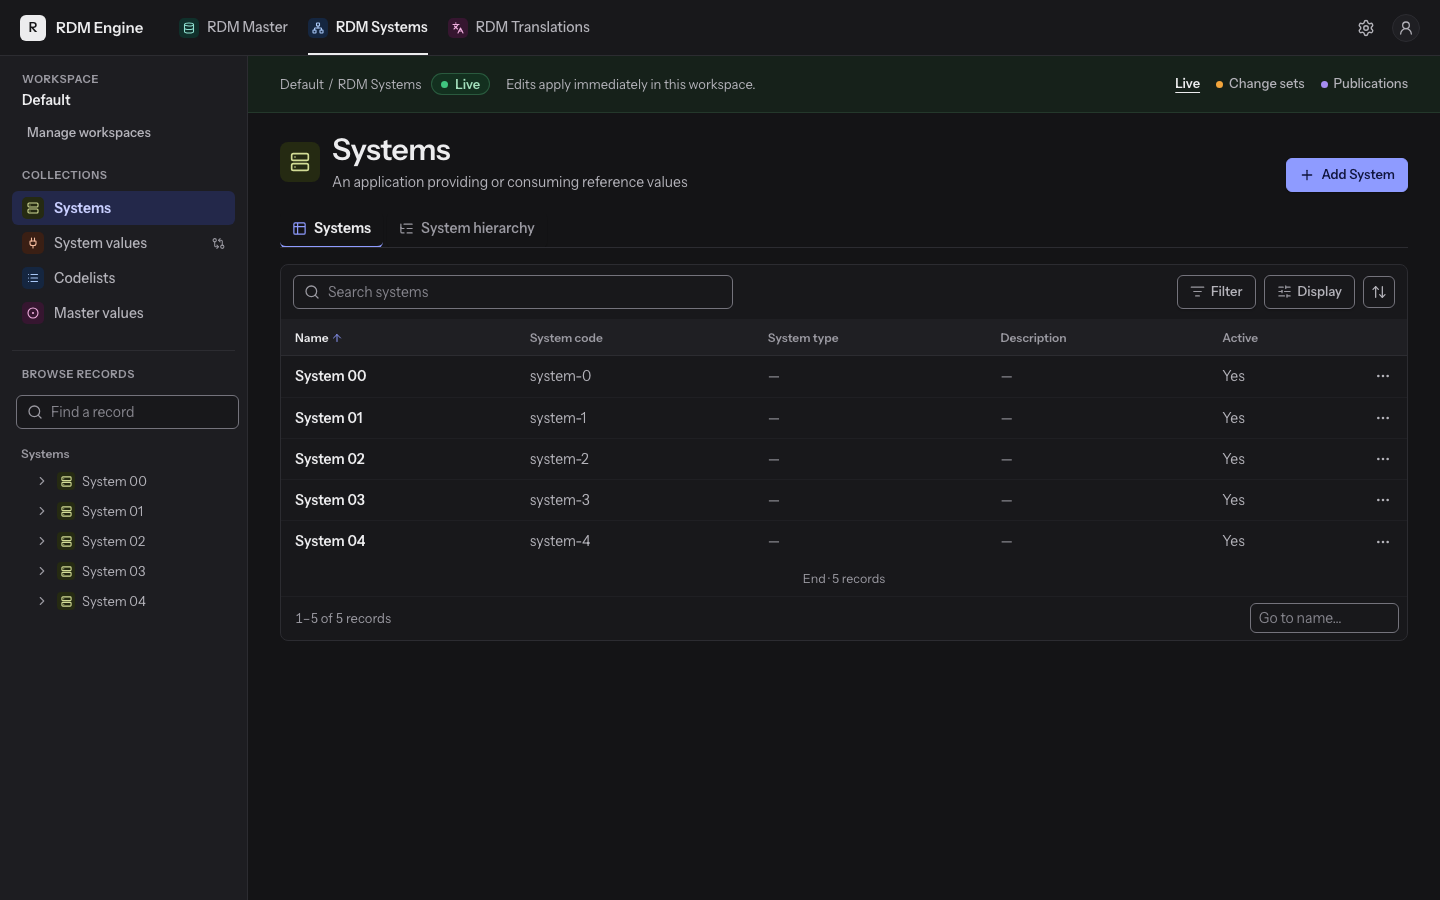 R RDM Engine RDM Master RDM Systems RDM Translations
WORKSPACE
Default
Manage workspaces
COLLECTIONS
Systems
System values
Codelists
Master values
BROWSE RECORDS
Find a record
Systems
System 00
System 01
System 02
System 03
System 04
Default / RDM Systems Live Edits apply immediately in this workspace. Live Change sets Publications
Systems
An application providing or consuming reference values
Add System
Systems System hierarchy
Search systems Filter Display
Name System code System type Description Active
System 00 system-0 — — Yes
System 01 system-1 — — Yes
System 02 system-2 — — Yes
System 03 system-3 — — Yes
System 04 system-4 — — Yes
End · 5 records
1–5 of 5 records Go to name...